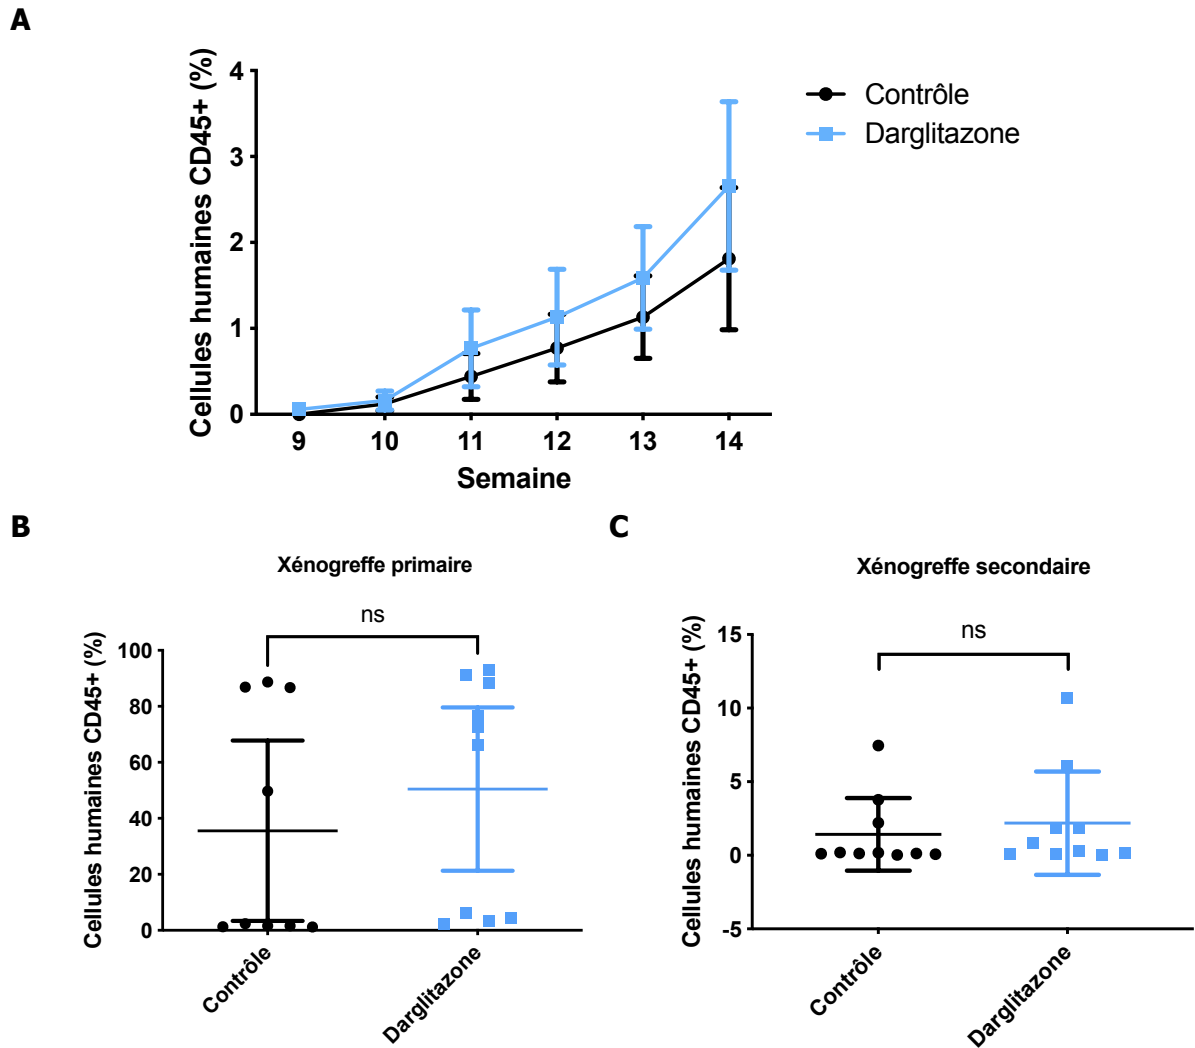 A
Cellules humaines CD45+ (%)
4
3
2
1
0
9 10 11 12 13 14
Semaine
Contrôle
Darglitazone
B
Xénogreffe primaire
ns
Cellules humaines CD45+ (%)
100
80
60
40
20
0
Contrôle
Darglitazone
C
Xénogreffe secondaire
ns
Cellules humaines CD45+ (%)
15
10
5
0
-5
Contrôle
Darglitazone